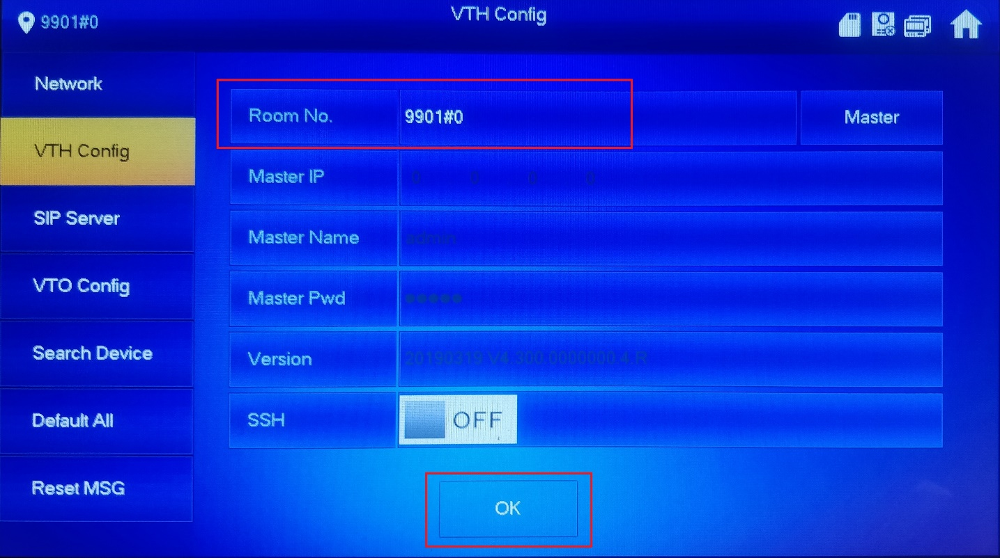 9901#0
VTH Config
Network
VTH Config
SIP Server
VTO Config
Search Device
Default All
Reset MSG
Room No. 9901#0 Master
Master IP 0 0 0 0
Master Name admin
Master Pwd ●●●●●
Version 20190319 V4.300.0000000.4.R
SSH OFF
OK